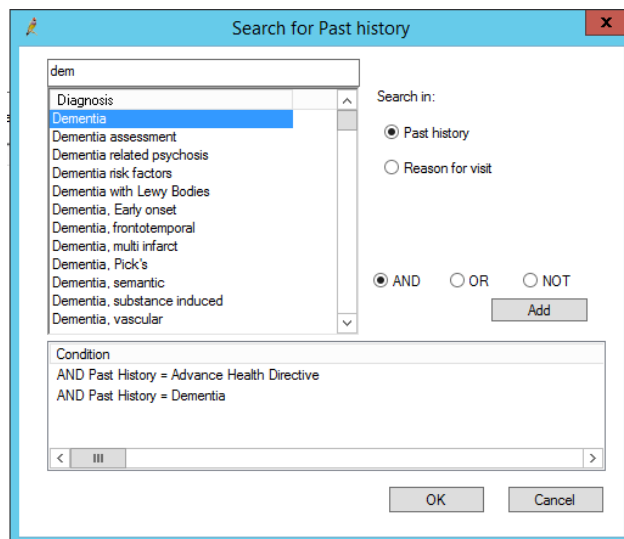 Search for Past history
x
dem
Diagnosis
Dementia
Dementia assessment
Dementia related psychosis
Dementia risk factors
Dementia with Lewy Bodies
Dementia, Early onset
Dementia, frontotemporal
Dementia, multi infarct
Dementia, Pick's
Dementia, semantic
Dementia, substance induced
Dementia, vascular
Search in:
Past history
Reason for visit
AND OR NOT
Add
Condition
AND Past History = Advance Health Directive
AND Past History = Dementia
OK Cancel